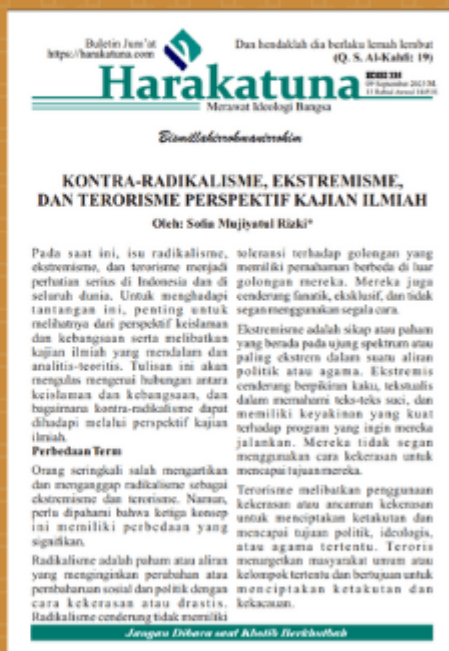 Buletin Jum'at
https://harakatuna.com
Dan hendaklah dia berlaku lemah lembut
(Q. S. Al-Kahfi: 19)
Harakatuna
Merawat Ideologi Bangsa
Bismillahirrohmanirrohim
KONTRA-RADIKALISME, EKSTREMISME,
DAN TERORISME PERSPEKTIF KAJIAN ILMIAH
Oleh: Sofia Mujiyatul Rizki*
Pada saat ini, isu radikalisme,
ekstremisme, dan terorisme menjadi
perhatian serius di Indonesia dan di
seluruh dunia. Untuk menghadapi
tantangan ini, penting untuk
melihatnya dari perspektif keislaman
dan kebangsaan serta melibatkan
kajian ilmiah yang mendalam dan
analitis-teoritis. Tulisan ini akan
mengulas mengenai hubungan antara
keislaman dan kebangsaan, dan
bagaimana kontra-radikalisme dapat
dihadapi melalui perspektif kajian
ilmiah.
Perbedaan Term
Orang seringkali salah mengartikan
dan menganggap radikalisme sebagai
ekstremisme dan terorisme. Namun,
perlu dipahami bahwa ketiga konsep
ini memiliki perbedaan yang
signifikan.
Radikalisme adalah paham atau aliran
yang menginginkan perubahan atau
pembaharuan sosial dan politik dengan
cara kekerasan atau drastis.
Radikalisme cenderung tidak memiliki
toleransi terhadap golongan yang
memiliki pemahaman berbeda di luar
golongan mereka. Mereka juga
cenderung fanatik, eksklusif, dan tidak
segan menggunakan segala cara.
Ekstremisme adalah sikap atau paham
yang berada pada ujung spektrum atau
paling ekstrem dalam suatu aliran
politik atau agama. Ekstremis
cenderung berpikiran kaku, tekstualis
dalam memahami teks-teks suci, dan
memiliki keyakinan yang kuat
terhadap program yang ingin mereka
jalankan. Mereka tidak segan
menggunakan cara kekerasan untuk
mencapai tujuan mereka.
Terorisme melibatkan penggunaan
kekerasan atau ancaman kekerasan
untuk menciptakan ketakutan dan
mencapai tujuan politik, ideologis,
atau agama tertentu. Teroris
menargetkan masyarakat umum atau
kelompok tertentu dan bertujuan untuk
menciptakan ketakutan dan
kekacauan.
Jangan Dibaca saat Khatib Berkhutbah